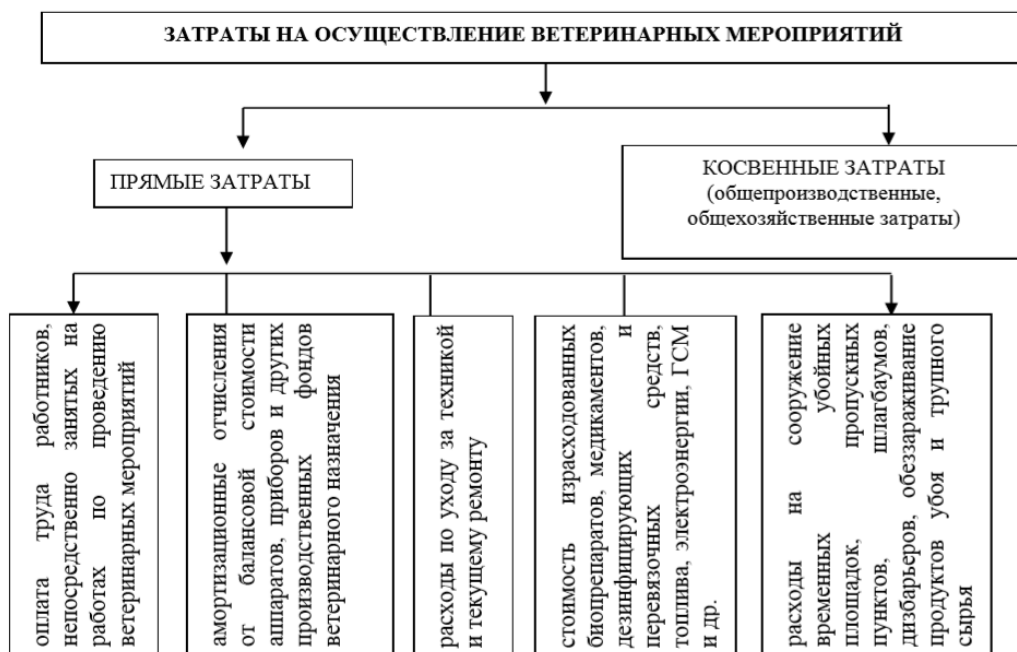 ЗАТРАТЫ НА ОСУЩЕСТВЛЕНИЕ ВЕТЕРИНАРНЫХ МЕРОПРИЯТИЙ
ПРЯМЫЕ ЗАТРАТЫ
КОСВЕННЫЕ ЗАТРАТЫ
(общепроизводственные,
общехозяйственные затраты)
оплата труда работников,
непосредственно занятых на
работах по проведению
ветеринарных мероприятий
амортизационные отчисления
от балансовой стоимости
аппаратов, приборов и других
производственных фондов
ветеринарного назначения
расходы по уходу за техникой
и текущему ремонту
стоимость израсходованных
биопрепаратов, медикаментов,
дезинфицирующих и
перевязочных средств,
топлива, электроэнергии, ГСМ
и др.
расходы на сооружение
временных убойных
площадок, пропускных
пунктов, шлагбаумов,
дизбарьеров, обеззараживание
продуктов убоя и трупного
сырья